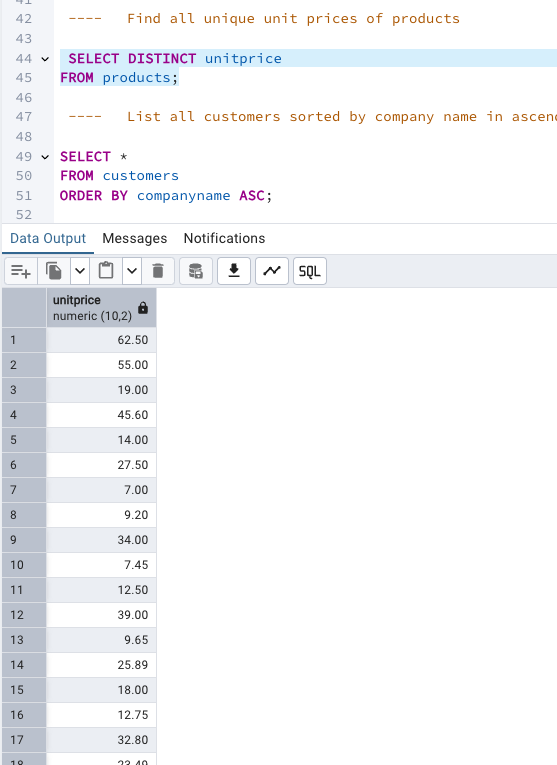 42 ---- Find all unique unit prices of products
43
44 SELECT DISTINCT unitprice
45 FROM products;
46
47 ---- List all customers sorted by company name in ascen
48
49 SELECT *
50 FROM customers
51 ORDER BY companyname ASC;
52
Data Output Messages Notifications
SQL
unitprice
numeric (10,2)
1 62.50
2 55.00
3 19.00
4 45.60
5 14.00
6 27.50
7 7.00
8 9.20
9 34.00
10 7.45
11 12.50
12 39.00
13 9.65
14 25.89
15 18.00
16 12.75
17 32.80
18 23.49